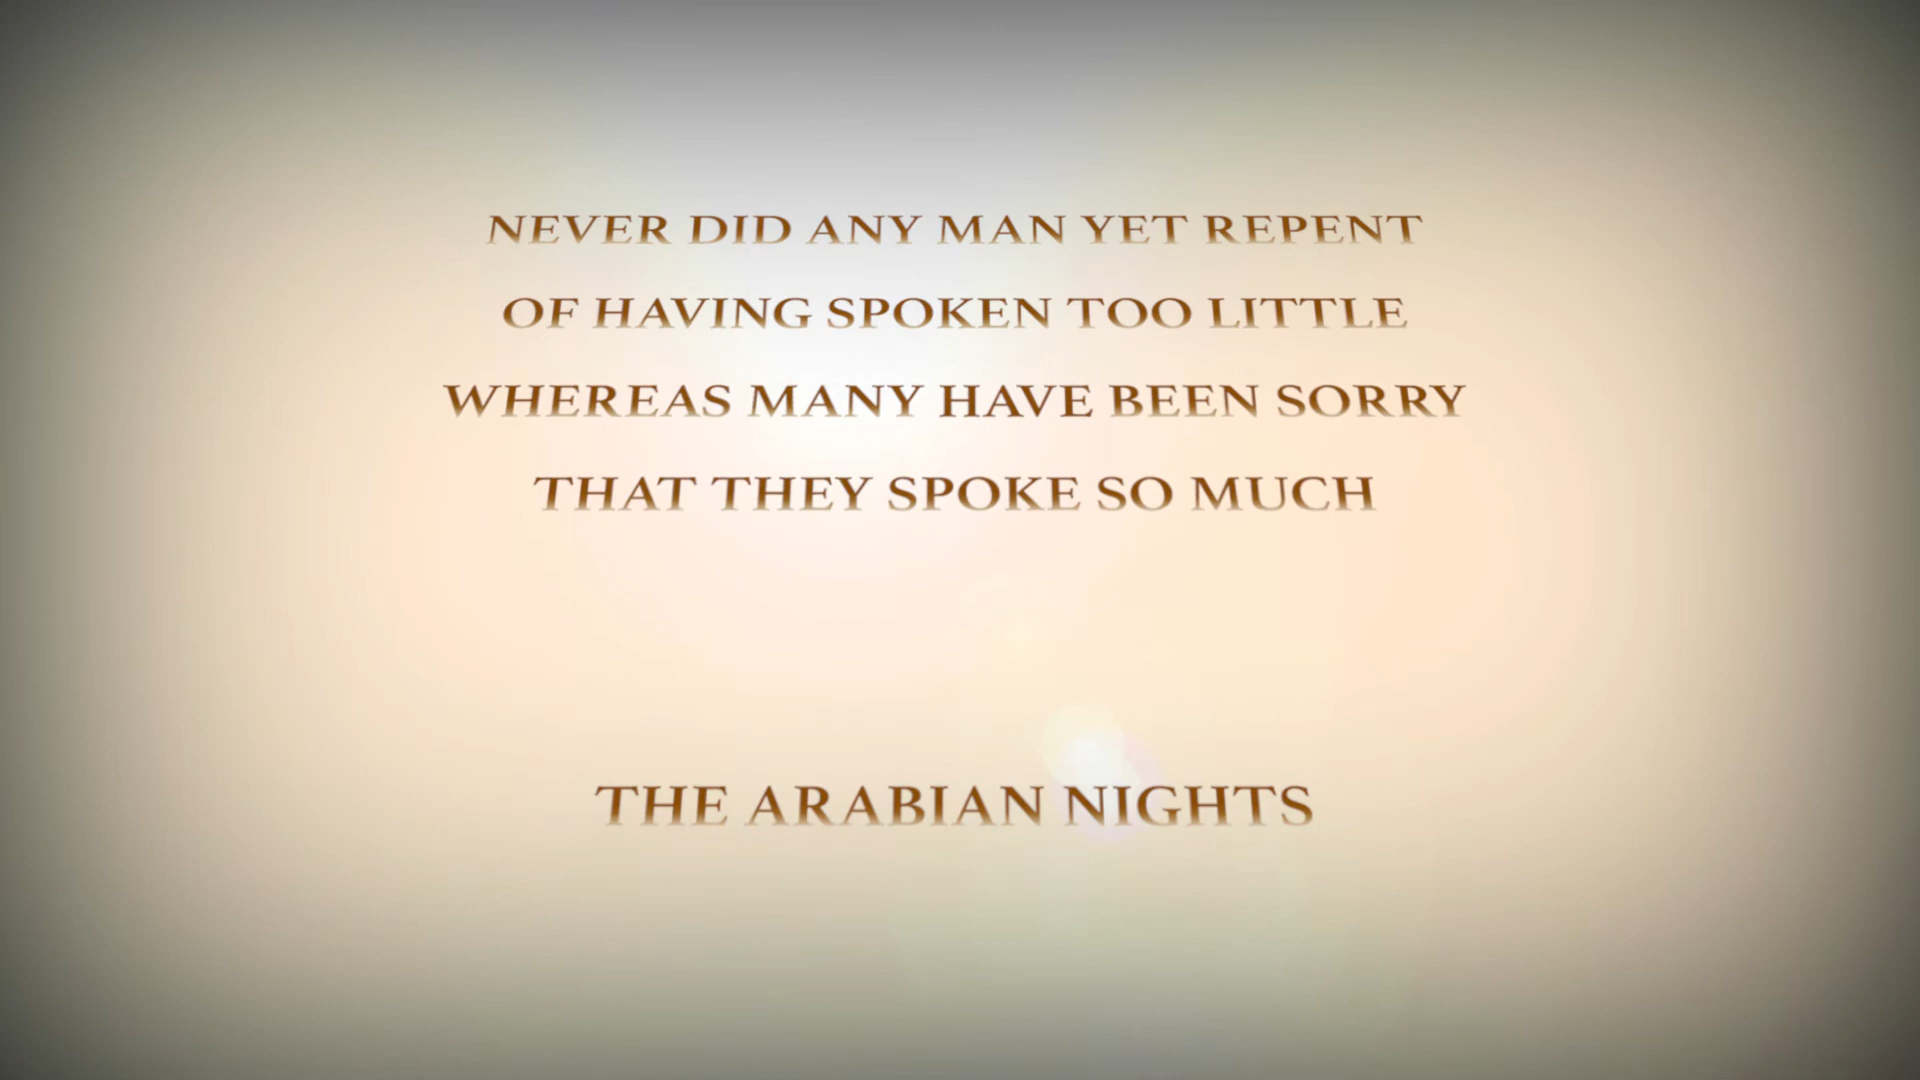 NEVER DID ANY MAN YET REPENT
OF HAVING SPOKEN TOO LITTLE
WHEREAS MANY HAVE BEEN SORRY
THAT THEY SPOKE SO MUCH
THE ARABIAN NIGHTS